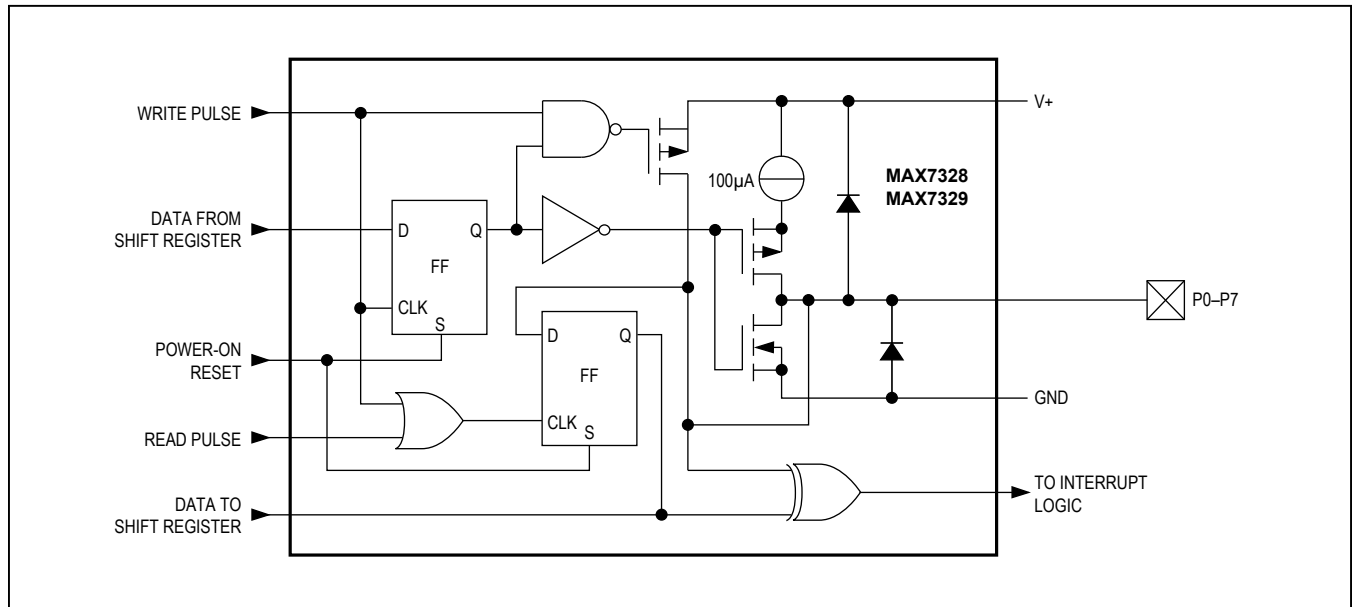 WRITE PULSE
V+
100µA
MAX7328
MAX7329
DATA FROM
SHIFT REGISTER
D
Q
FF
CLK
S
P0–P7
POWER-ON
RESET
D
Q
FF
CLK
S
GND
READ PULSE
DATA TO
SHIFT REGISTER
TO INTERRUPT
LOGIC